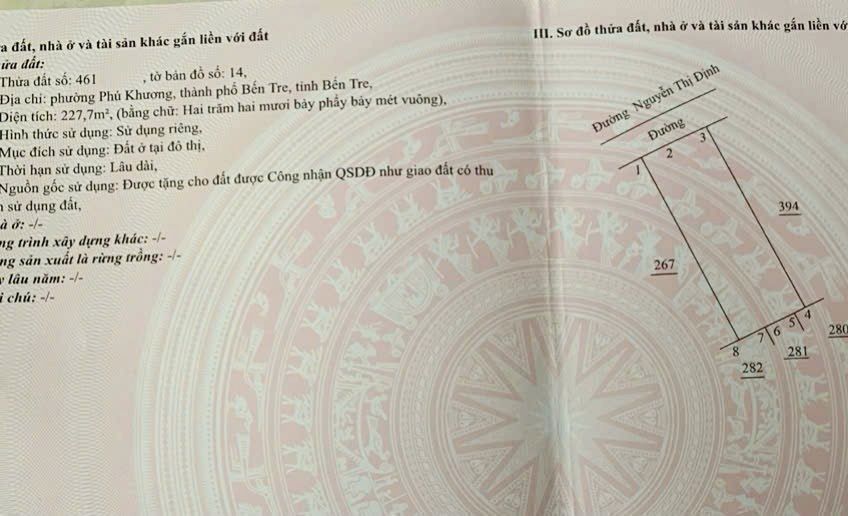 a đất, nhà ở và tài sản khác gắn liền với đất
ửa đất:
Thửa đất số: 461 , tờ bản đồ số: 14,
Địa chỉ: phường Phú Khương, thành phố Bến Tre, tỉnh Bến Tre,
Diện tích: 227,7m², (bằng chữ: Hai trăm hai mươi bảy phẩy bảy mét vuông),
Hình thức sử dụng: Sử dụng riêng,
Mục đích sử dụng: Đất ở tại đô thị,
Thời hạn sử dụng: Lâu dài,
Nguồn gốc sử dụng: Được tặng cho đất được Công nhận QSDĐ như giao đất có thu
n sử dụng đất,
à ở: -/-
ng trình xây dựng khác: -/-
ng sản xuất là rừng trồng: -/-
y lâu năm: -/-
i chú: -/-
III. Sơ đồ thửa đất, nhà ở và tài sản khác gắn liền vớ
Đường Nguyễn Thị Định
Đường
1
2
3
394
267
4
5
6
7
8
280
281
282